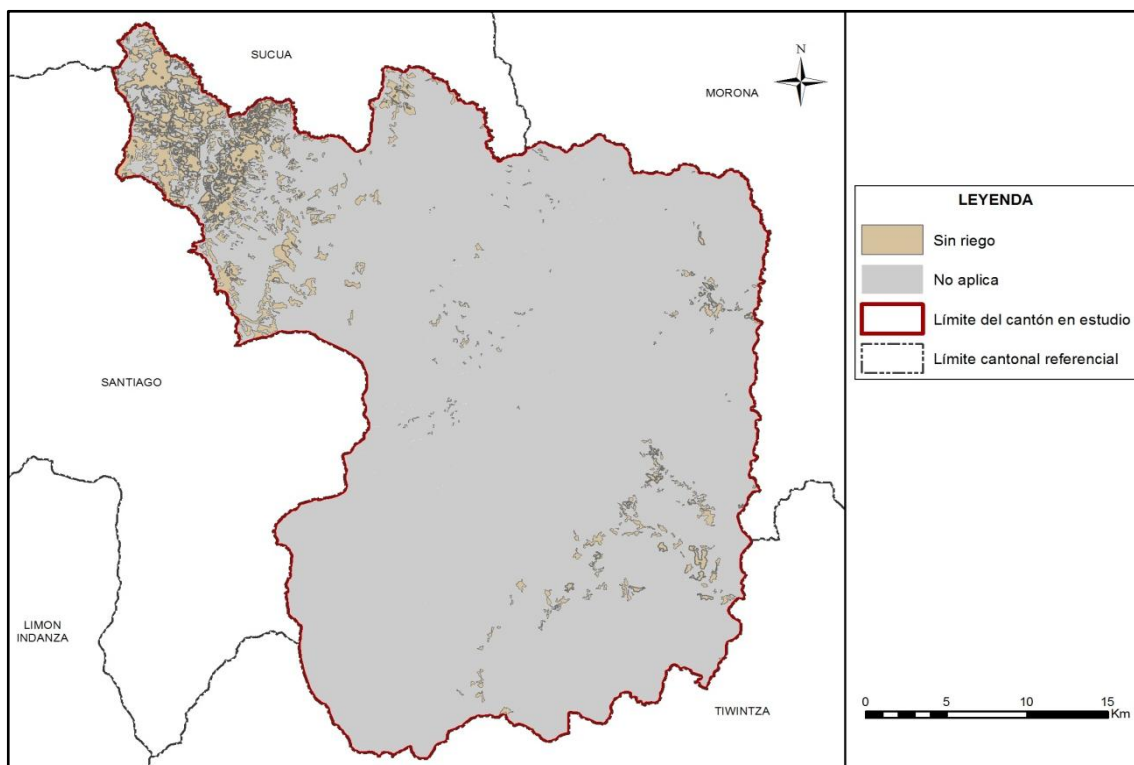 SUCUA
MORONA
N
SANTIAGO
LIMON
INDANZA
TIWINTZA
LEYENDA
Sin riego
No aplica
Límite del cantón en estudio
Límite cantonal referencial
0 5 10 15
Km